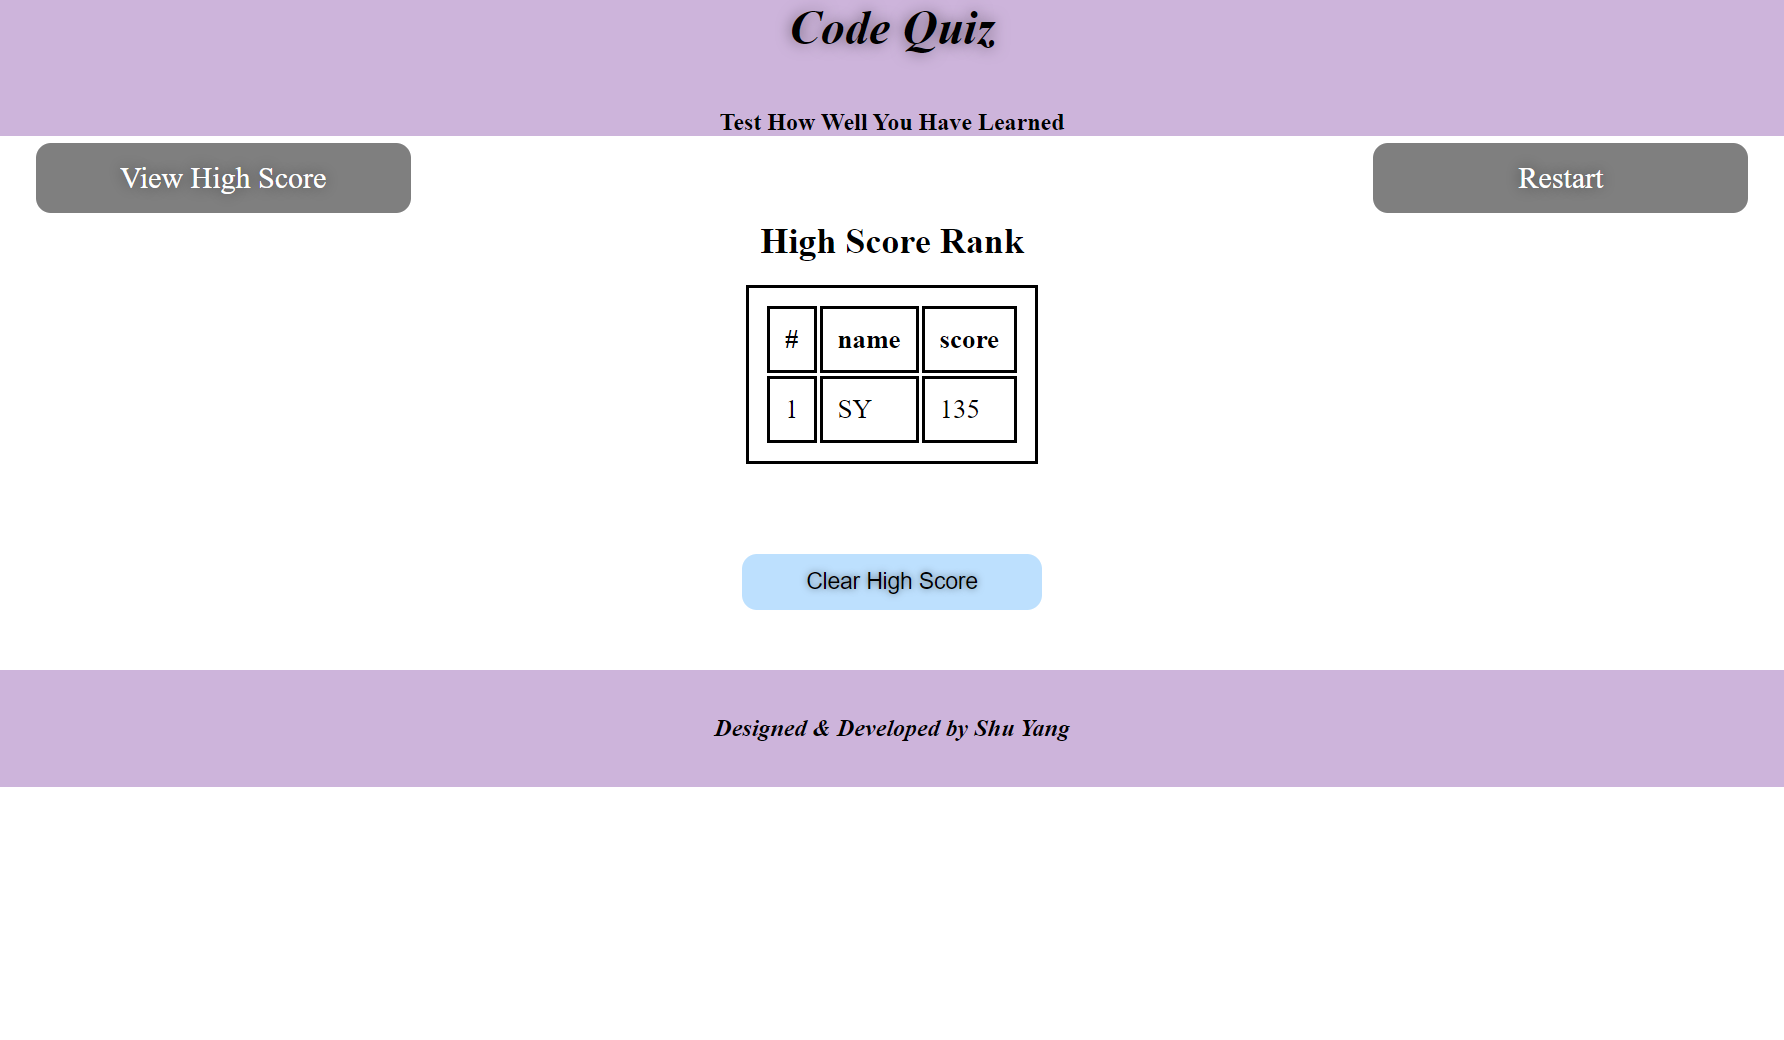 Code Quiz
Test How Well You Have Learned
View High Score
Restart
High Score Rank
# name score
1 SY 135
Clear High Score
Designed & Developed by Shu Yang